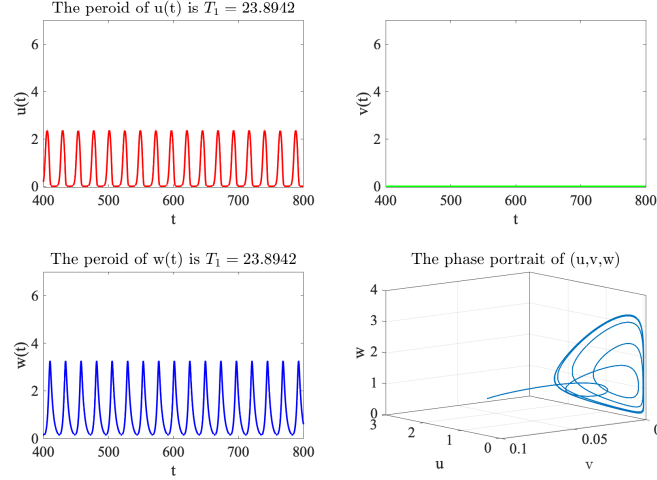 The peroid of u(t) is T₁ = 23.8942
6
4
2
0
u(t)
400 500 600 700 800
t
6
4
2
0
v(t)
400 500 600 700 800
t
The peroid of w(t) is T₁ = 23.8942
6
4
2
0
w(t)
400 500 600 700 800
t
The phase portrait of (u,v,w)
4
3
2
1
0
w
3 2 1 0
u
0.1 0.05 0
v